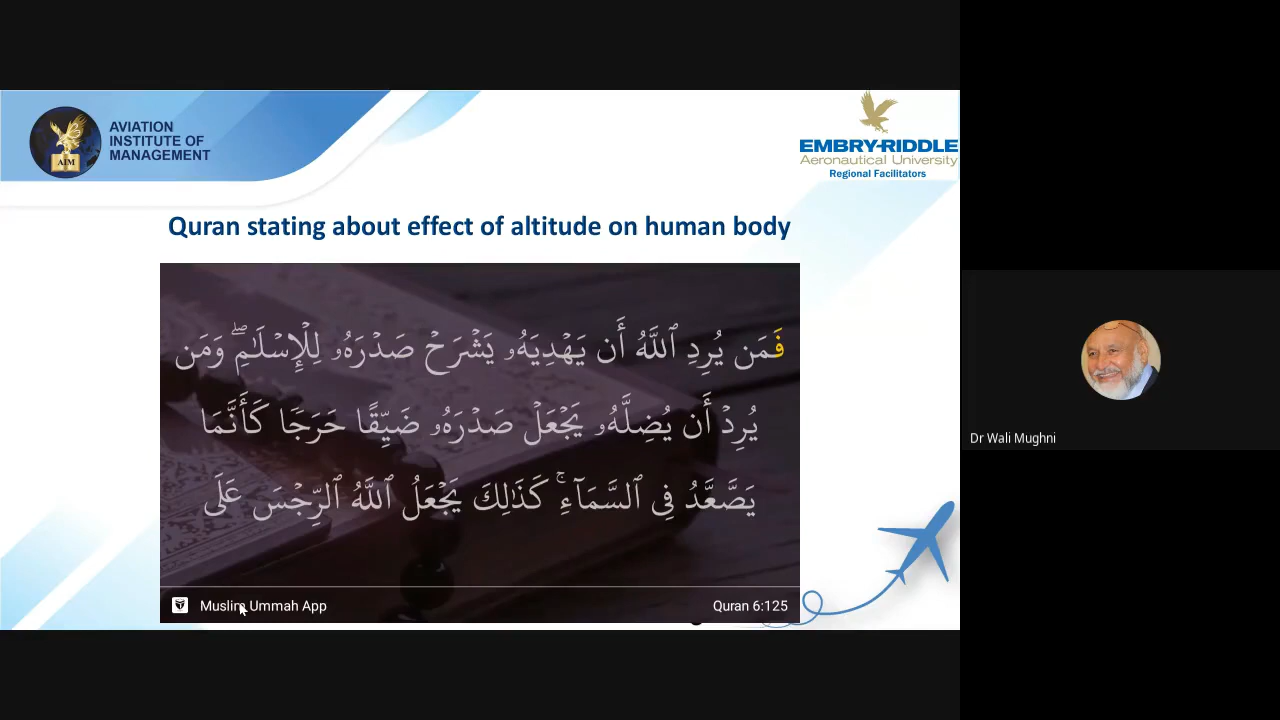 AVIATION
INSTITUTE OF
MANAGEMENT
AIM
EMBRY-RIDDLE
Aeronautical University
Regional Facilitators
Quran stating about effect of altitude on human body
فَمَن يُرِدِ ٱللَّهُ أَن يَهْدِيَهُۥ يَشْرَحْ صَدْرَهُۥ لِلْإِسْلَـٰمِ ۖ وَمَن
يُرِدْ أَن يُضِلَّهُۥ يَجْعَلْ صَدْرَهُۥ ضَيِّقًا حَرَجًا كَأَنَّمَا
يَصَّعَّدُ فِى ٱلسَّمَآءِ ۚ كَذَٰلِكَ يَجْعَلُ ٱللَّهُ ٱلرِّجْسَ عَلَى
Muslim Ummah App
Quran 6:125
Dr Wali Mughni